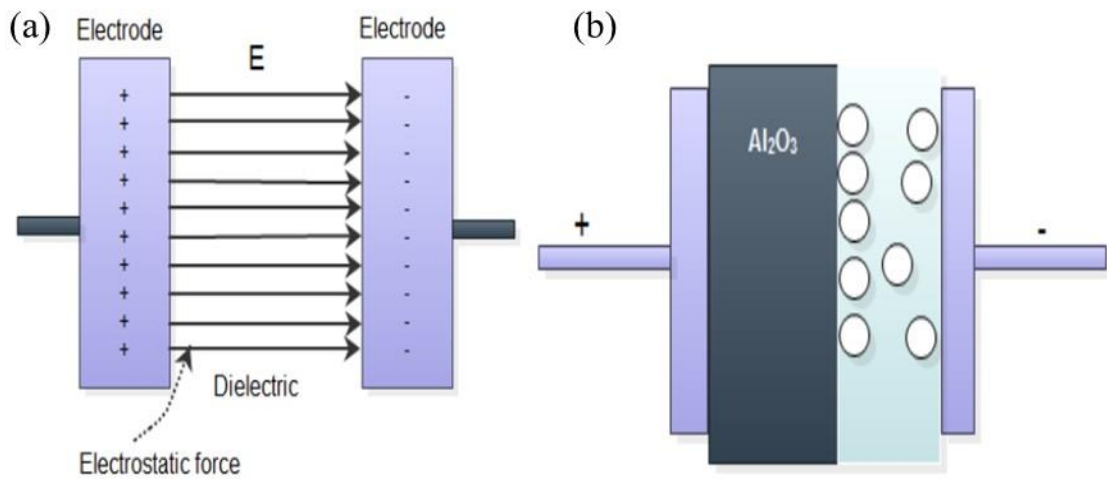 (a)
Electrode
Electrode
E
+ -
+ -
+ -
+ -
+ -
+ -
+ -
+ -
+ -
+ -
Dielectric
Electrostatic force
(b)
Al₂O₃
+
-